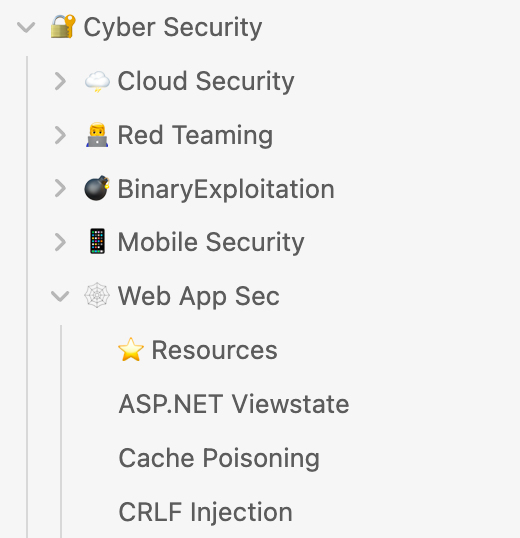 Cyber Security
Cloud Security
Red Teaming
BinaryExploitation
Mobile Security
Web App Sec
Resources
ASP.NET Viewstate
Cache Poisoning
CRLF Injection